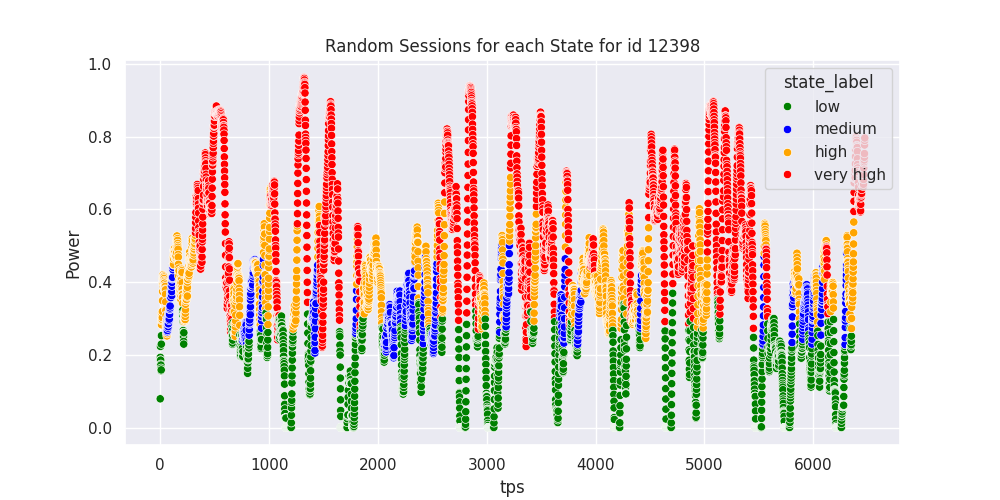 Random Sessions for each State for id 12398
1.0
0.8
0.6
0.4
0.2
0.0
Power
state_label
low
medium
high
very high
0 1000 2000 3000 4000 5000 6000
tps